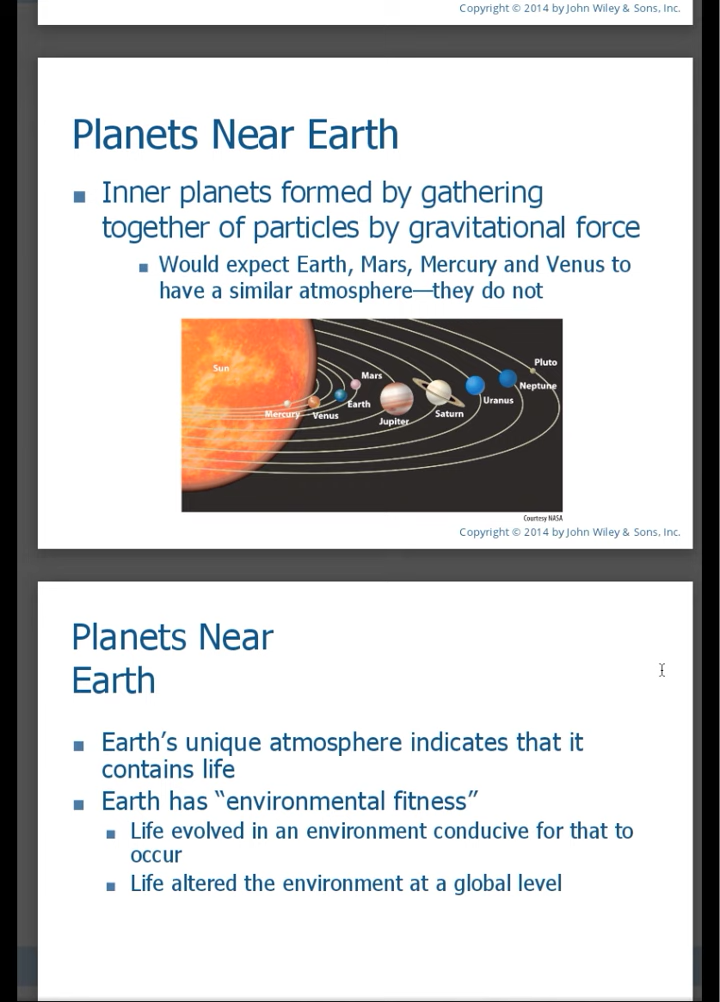 Copyright © 2014 by John Wiley & Sons, Inc.
Planets Near Earth
■ Inner planets formed by gathering
together of particles by gravitational force
■ Would expect Earth, Mars, Mercury and Venus to
have a similar atmosphere—they do not
Sun
Mercury
Venus
Earth
Mars
Jupiter
Saturn
Uranus
Neptune
Pluto
Courtesy NASA
Copyright © 2014 by John Wiley & Sons, Inc.
Planets Near
Earth
■ Earth’s unique atmosphere indicates that it
contains life
■ Earth has “environmental fitness”
■ Life evolved in an environment conducive for that to
occur
■ Life altered the environment at a global level